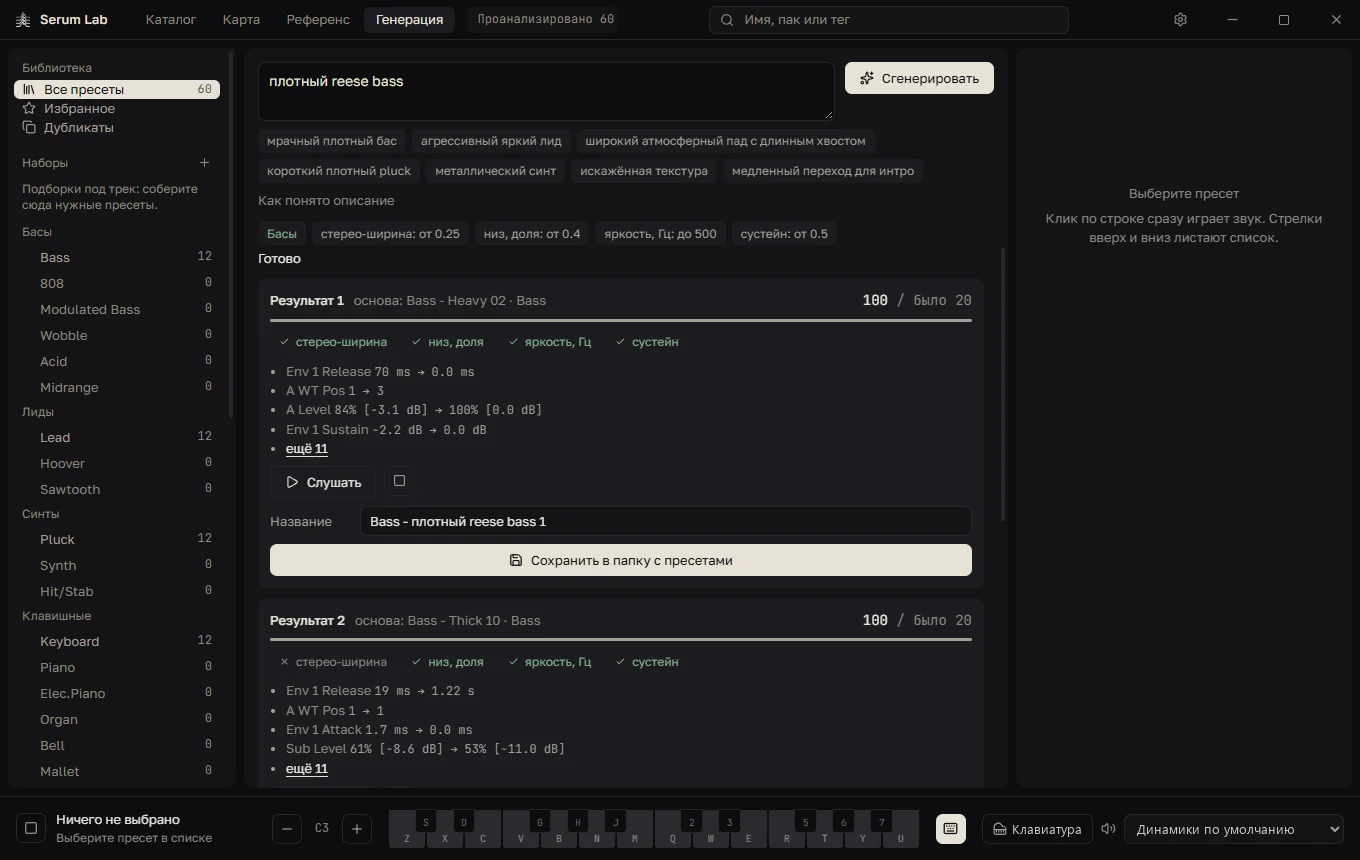 Serum Lab
Каталог
Карта
Референс
Генерация
Проанализировано 60
Имя, пак или тег
Библиотека
Все пресеты 60
Избранное
Дубликаты
Наборы
Подборки под трек: соберите
сюда нужные пресеты.
Басы
Bass 12
808 0
Modulated Bass 0
Wobble 0
Acid 0
Midrange 0
Лиды
Lead 12
Hoover 0
Sawtooth 0
Синты
Pluck 12
Synth 0
Hit/Stab 0
Клавишные
Keyboard 12
Piano 0
Elec.Piano 0
Organ 0
Bell 0
Mallet 0
плотный reese bass
Сгенерировать
мрачный плотный бас
агрессивный яркий лид
широкий атмосферный пад с длинным хвостом
короткий плотный pluck
металлический синт
искажённая текстура
медленный переход для интро
Как понято описание
Басы
стерео-ширина: от 0.25
низ, доля: от 0.4
яркость, Гц: до 500
сустейн: от 0.5
Готово
Результат 1 основа: Bass - Heavy 02 · Bass 100 / было 20
✓ стерео-ширина ✓ низ, доля ✓ яркость, Гц ✓ сустейн
• Env 1 Release 70 ms → 0.0 ms
• A WT Pos 1 → 3
• A Level 84% [-3.1 dB] → 100% [0.0 dB]
• Env 1 Sustain -2.2 dB → 0.0 dB
• ещё 11
Слушать
Название Bass - плотный reese bass 1
Сохранить в папку с пресетами
Результат 2 основа: Bass - Thick 10 · Bass 100 / было 20
× стерео-ширина ✓ низ, доля ✓ яркость, Гц ✓ сустейн
• Env 1 Release 19 ms → 1.22 s
• A WT Pos 1 → 1
• Env 1 Attack 1.7 ms → 0.0 ms
• Sub Level 61% [-8.6 dB] → 53% [-11.0 dB]
• ещё 11
Выберите пресет
Клик по строке сразу играет звук. Стрелки
вверх и вниз листают список.
Ничего не выбрано
Выберите пресет в списке
C3
S D G H J 2 3 5 6 7
Z X C V B N M Q W E R T Y U
Клавиатура
Динамики по умолчанию